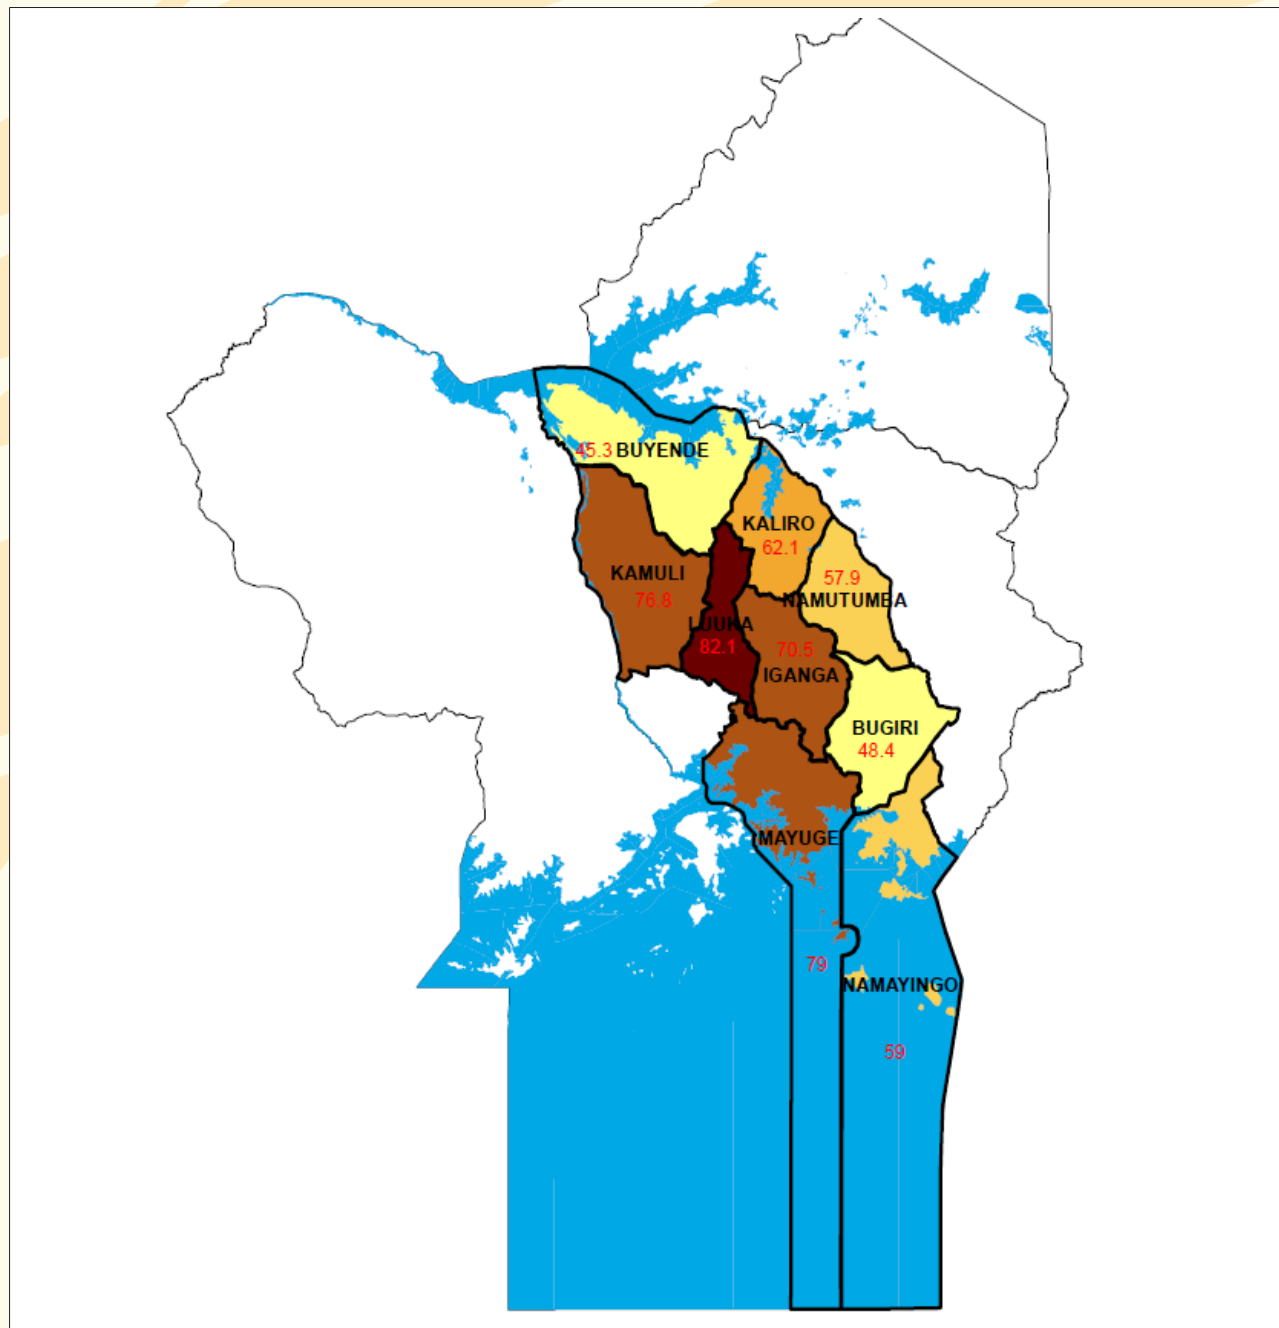 45.3 BUYENDE
KALIRO
62.1
KAMULI
76.8
57.9
NAMUTUMBA
LUUKA
82.1
70.5
IGANGA
BUGIRI
48.4
MAYUGE
79
NAMAYINGO
59